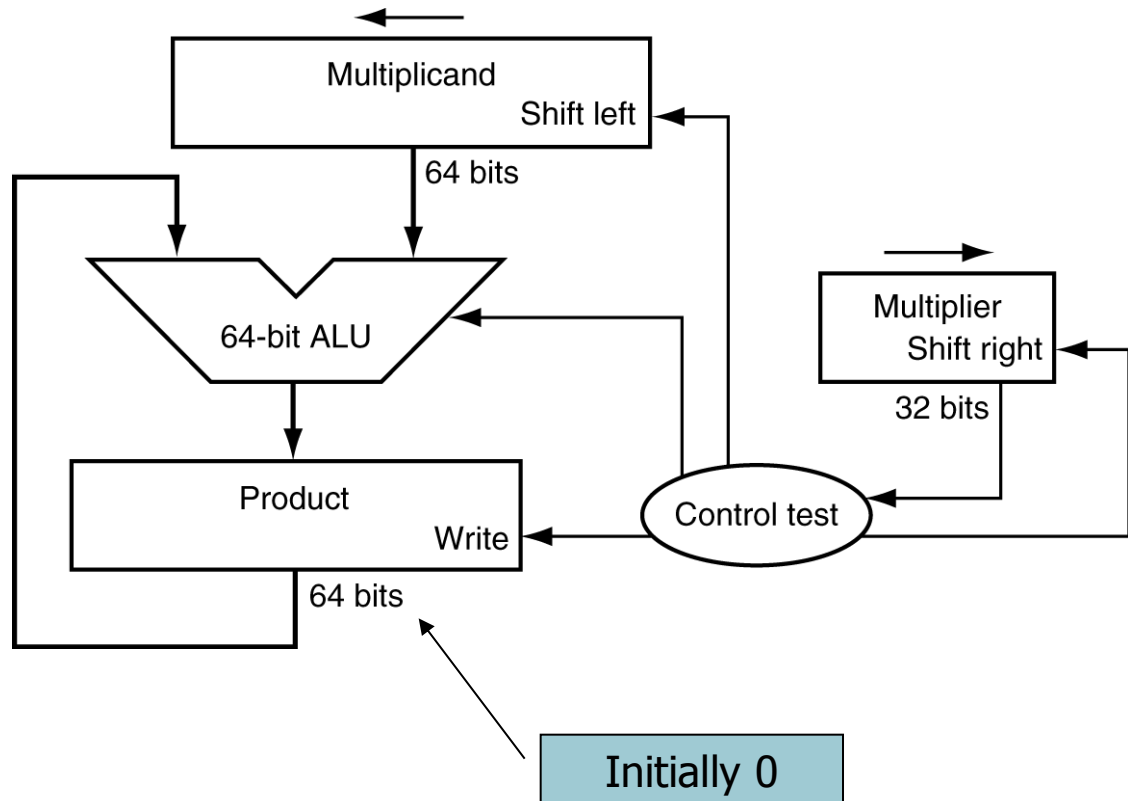 Multiplicand
Shift left
64 bits
64-bit ALU
Multiplier
Shift right
32 bits
Control test
Product
Write
64 bits
Initially 0